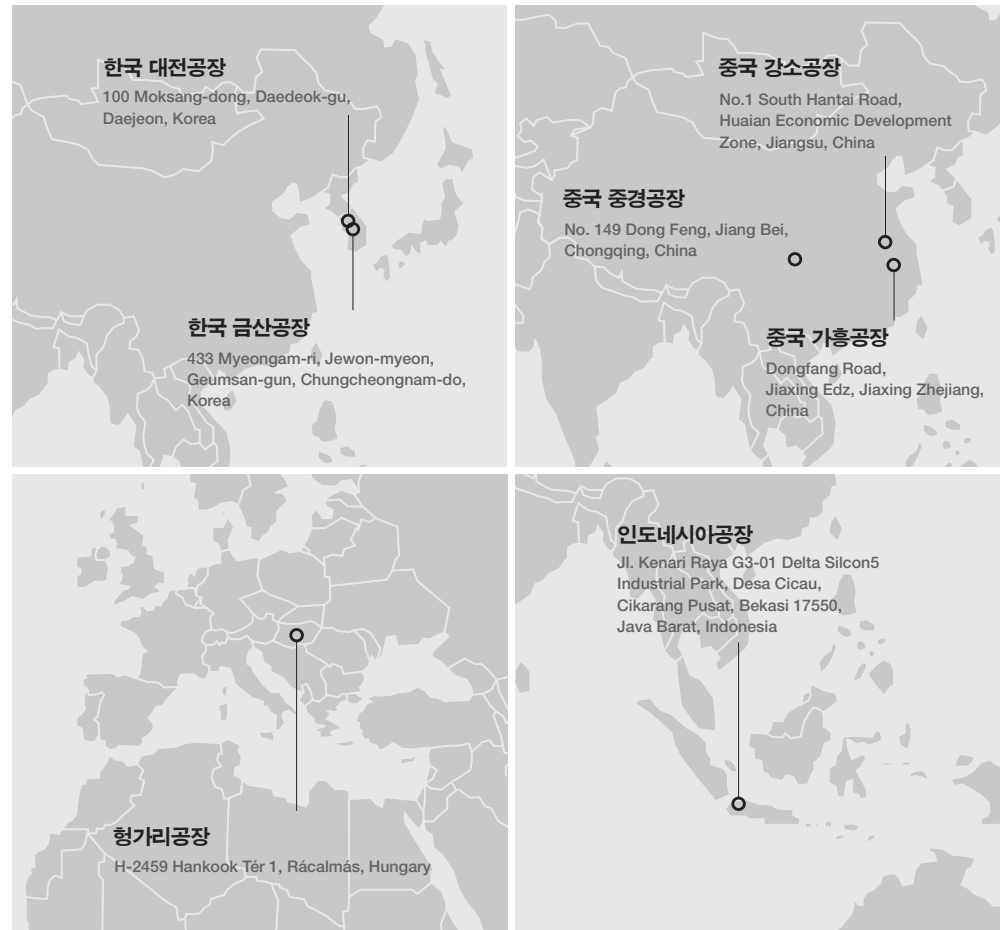 한국 대전공장
100 Moksang-dong, Daedeok-gu,
Daejeon, Korea
한국 금산공장
433 Myeongam-ri, Jewon-myeon,
Geumsan-gun, Chungcheongnam-do,
Korea
중국 강소공장
No.1 South Hantai Road,
Huaian Economic Development
Zone, Jiangsu, China
중국 중경공장
No. 149 Dong Feng, Jiang Bei,
Chongqing, China
중국 가흥공장
Dongfang Road,
Jiaxing Edz, Jiaxing Zhejiang,
China
헝가리공장
H-2459 Hankook Tér 1, Rácalmás, Hungary
인도네시아공장
Jl. Kenari Raya G3-01 Delta Silcon5
Industrial Park, Desa Cicau,
Cikarang Pusat, Bekasi 17550,
Java Barat, Indonesia